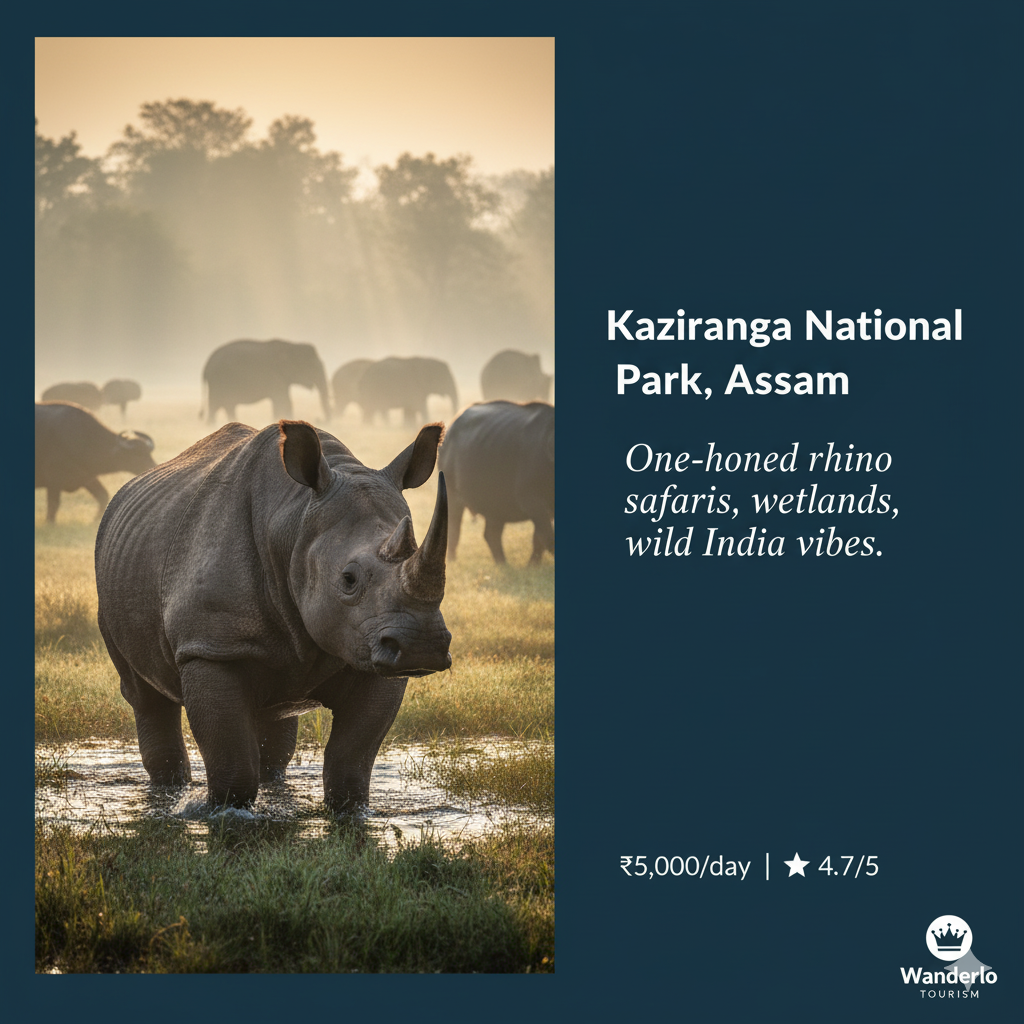 Kaziranga National
Park, Assam
One-honed rhino
safaris, wetlands,
wild India vibes.
₹5,000/day | ★ 4.7/5
Wanderlo
TOURISM